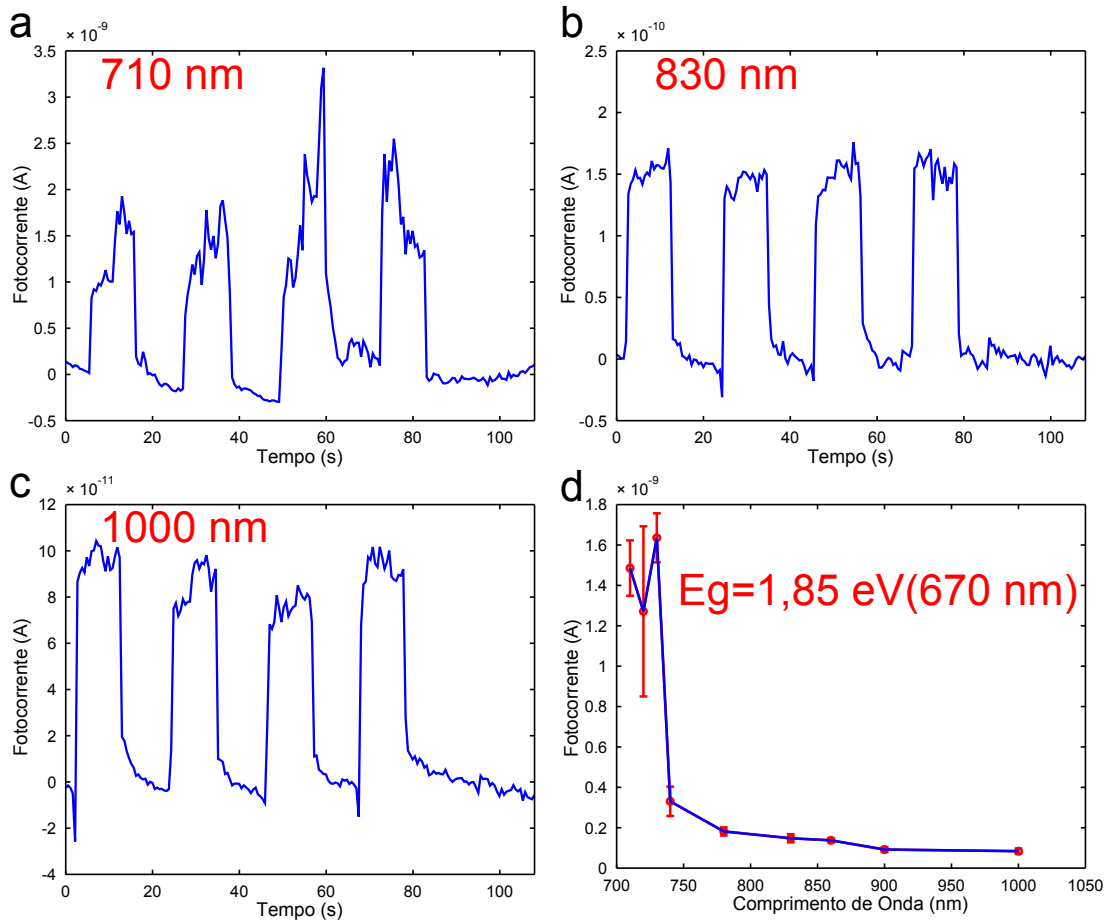 a
× 10⁻⁹
710 nm
3.5
3
2.5
2
1.5
1
0.5
0
-0.5
Fotocorrente (A)
0 20 40 60 80 100
Tempo (s)
b
× 10⁻¹⁰
830 nm
2.5
2.0
1.5
1.0
0.5
0
-0.5
Fotocorrente (A)
0 20 40 60 80 100
Tempo (s)
c
× 10⁻¹¹
1000 nm
12
10
8
6
4
2
0
-2
-4
Fotocorrente (A)
0 20 40 60 80 100
Tempo (s)
d
× 10⁻⁹
Eg=1,85 eV(670 nm)
1.8
1.6
1.4
1.2
1
0.8
0.6
0.4
0.2
0
Fotocorrente (A)
700 750 800 850 900 950 1000 1050
Comprimento de Onda (nm)